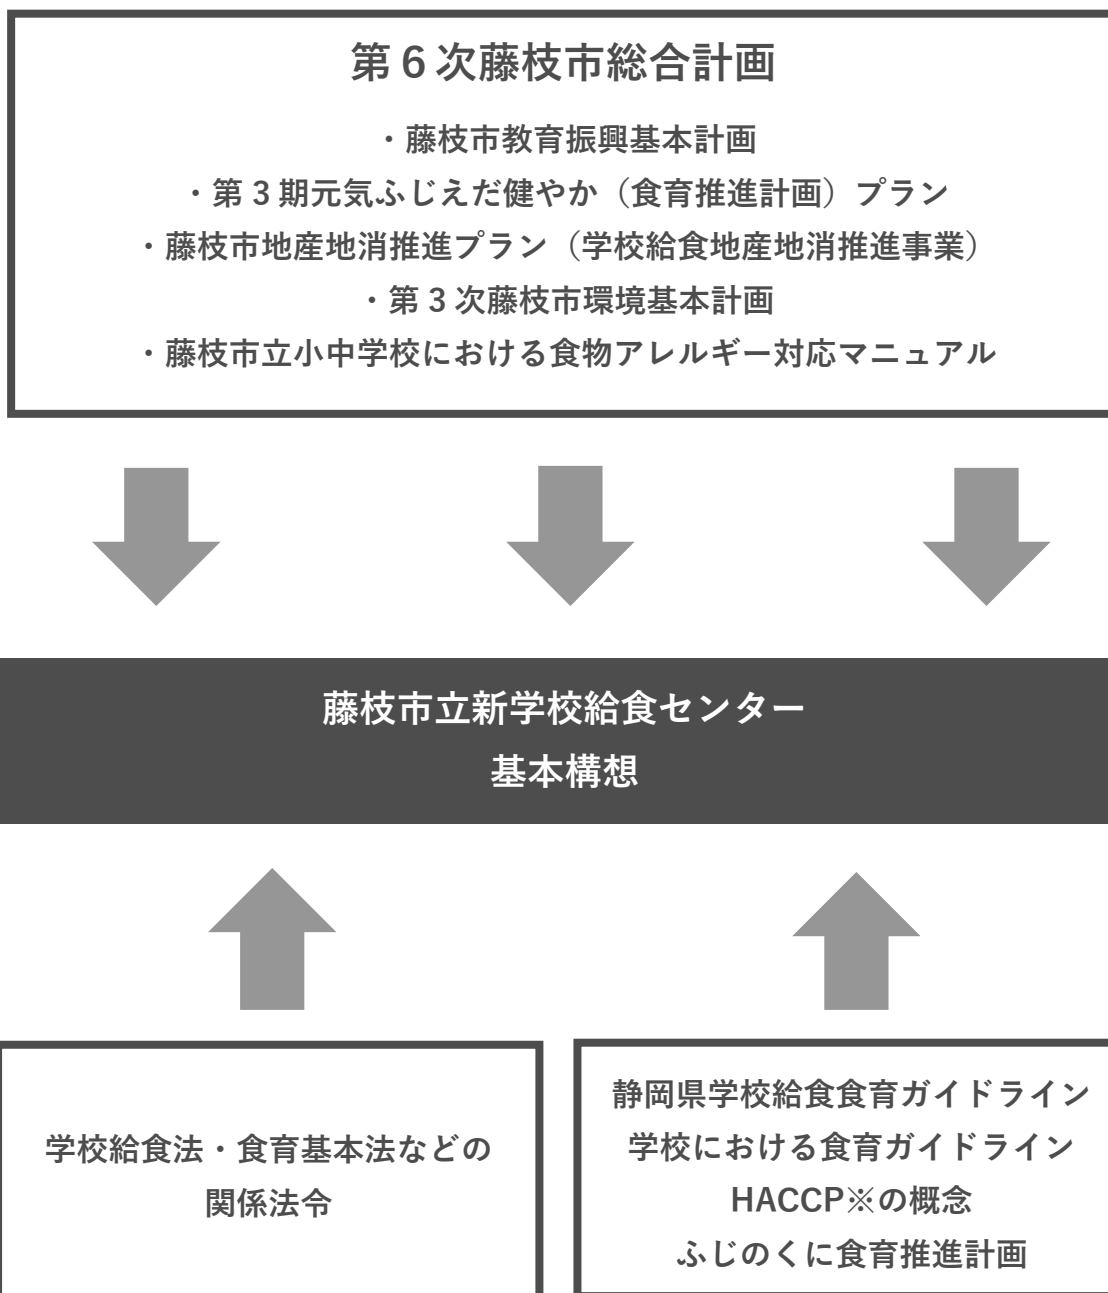 第6次藤枝市総合計画
・藤枝市教育振興基本計画
・第3期元気ふじえだ健やか（食育推進計画）プラン
・藤枝市地産地消推進プラン（学校給食地産地消推進事業）
・第3次藤枝市環境基本計画
・藤枝市立小中学校における食物アレルギー対応マニュアル
藤枝市立新学校給食センター
基本構想
学校給食法・食育基本法などの
関係法令
静岡県学校給食食育ガイドライン
学校における食育ガイドライン
HACCP※の概念
ふじのくに食育推進計画